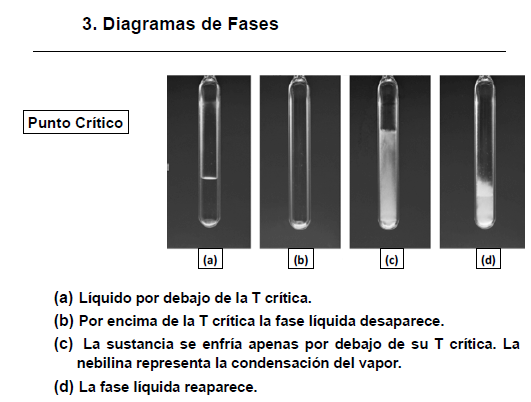 3. Diagramas de Fases
Punto Crítico
(a) (b) (c) (d)
(a) Líquido por debajo de la T crítica.
(b) Por encima de la T crítica la fase líquida desaparece.
(c) La sustancia se enfría apenas por debajo de su T crítica. La
nebilina representa la condensación del vapor.
(d) La fase líquida reaparece.